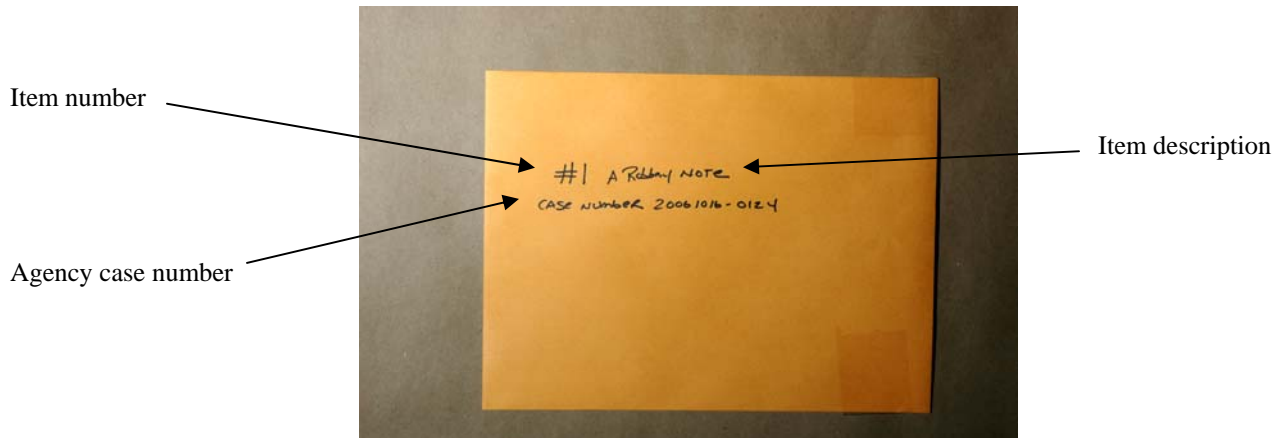 Item number
Item description
#1 A Robbery NOTE
CASE NUMBER 20061016-0124
Agency case number